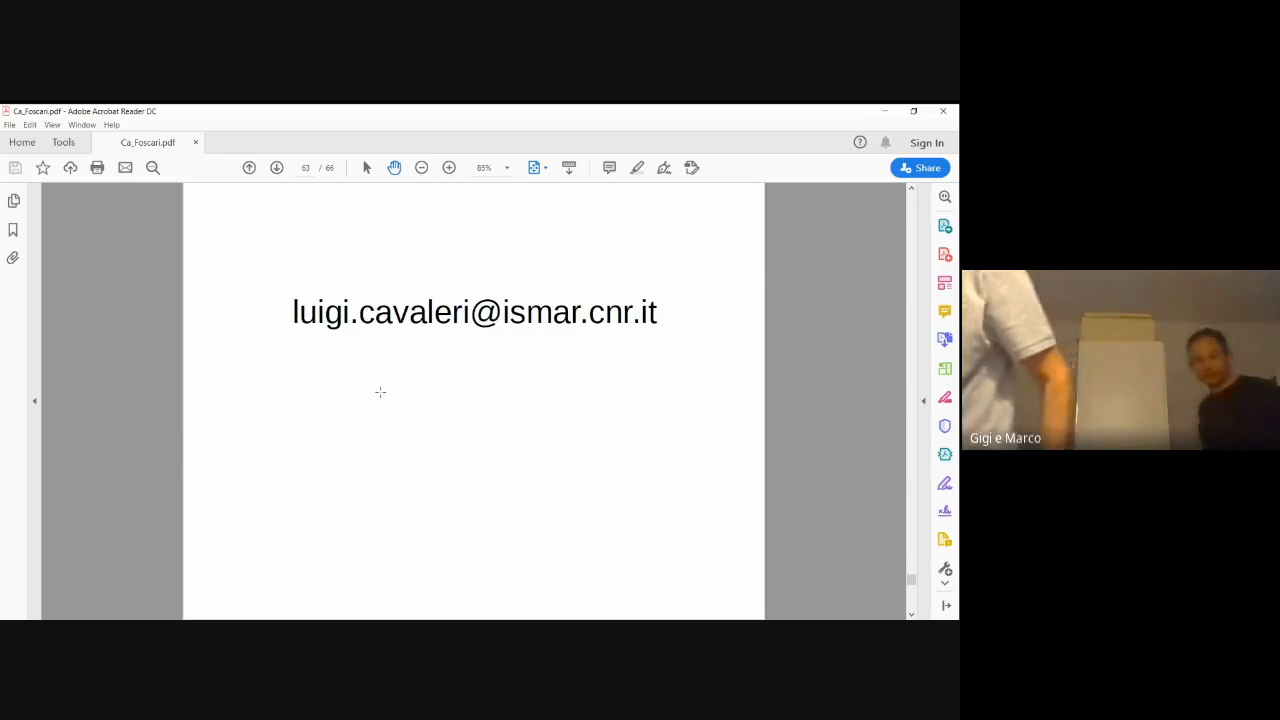 Ca_Foscari.pdf - Adobe Acrobat Reader DC
File Edit View Window Help
Home Tools Ca_Foscari.pdf × Sign In
63 / 66 85% Share
luigi.cavaleri@ismar.cnr.it
Gigi e Marco